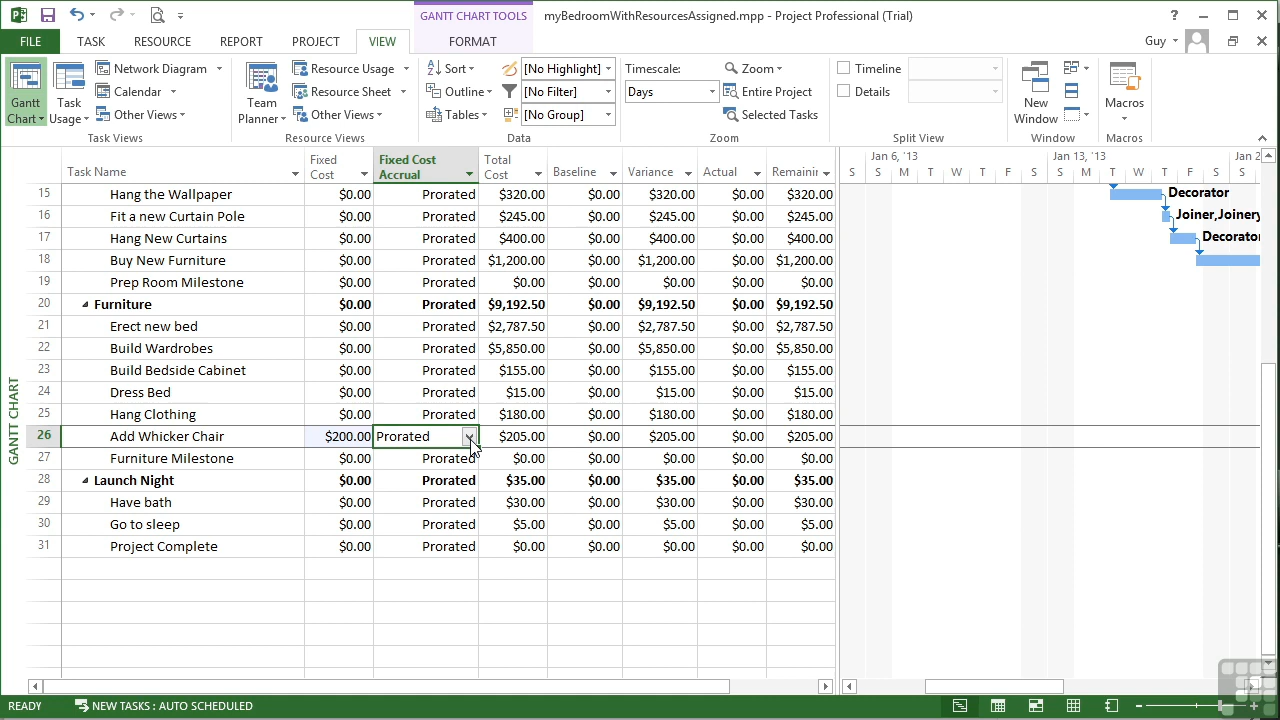 GANTT CHART TOOLS
myBedroomWithResourcesAssigned.mpp - Project Professional (Trial)
?
FILE TASK RESOURCE REPORT PROJECT VIEW FORMAT Guy
Gantt Chart
Task Usage
Network Diagram
Calendar
Other Views
Task Views
Team Planner
Resource Usage
Resource Sheet
Other Views
Resource Views
Sort
Outline
Tables
[No Highlight]
[No Filter]
[No Group]
Data
Timescale:
Days
Zoom
Entire Project
Selected Tasks
Zoom
Timeline
Details
Split View
New Window
Window
Macros
Macros
GANTT CHART
Task Name Fixed Cost Fixed Cost Accrual Total Cost Baseline Variance Actual Remainir
Jan 6, '13 Jan 13, '13 Jan 2
S S M T W T F S S M T W T F S S
15 Hang the Wallpaper $0.00 Prorated $320.00 $0.00 $320.00 $0.00 $320.00 Decorator
16 Fit a new Curtain Pole $0.00 Prorated $245.00 $0.00 $245.00 $0.00 $245.00 Joiner,Joinery
17 Hang New Curtains $0.00 Prorated $400.00 $0.00 $400.00 $0.00 $400.00 Decorator
18 Buy New Furniture $0.00 Prorated $1,200.00 $0.00 $1,200.00 $0.00 $1,200.00
19 Prep Room Milestone $0.00 Prorated $0.00 $0.00 $0.00 $0.00 $0.00
20 Furniture $0.00 Prorated $9,192.50 $0.00 $9,192.50 $0.00 $9,192.50
21 Erect new bed $0.00 Prorated $2,787.50 $0.00 $2,787.50 $0.00 $2,787.50
22 Build Wardrobes $0.00 Prorated $5,850.00 $0.00 $5,850.00 $0.00 $5,850.00
23 Build Bedside Cabinet $0.00 Prorated $155.00 $0.00 $155.00 $0.00 $155.00
24 Dress Bed $0.00 Prorated $15.00 $0.00 $15.00 $0.00 $15.00
25 Hang Clothing $0.00 Prorated $180.00 $0.00 $180.00 $0.00 $180.00
26 Add Whicker Chair $200.00 Prorated $205.00 $0.00 $205.00 $0.00 $205.00
27 Furniture Milestone $0.00 Prorated $0.00 $0.00 $0.00 $0.00 $0.00
28 Launch Night $0.00 Prorated $35.00 $0.00 $35.00 $0.00 $35.00
29 Have bath $0.00 Prorated $30.00 $0.00 $30.00 $0.00 $30.00
30 Go to sleep $0.00 Prorated $5.00 $0.00 $5.00 $0.00 $5.00
31 Project Complete $0.00 Prorated $0.00 $0.00 $0.00 $0.00 $0.00
READY NEW TASKS : AUTO SCHEDULED